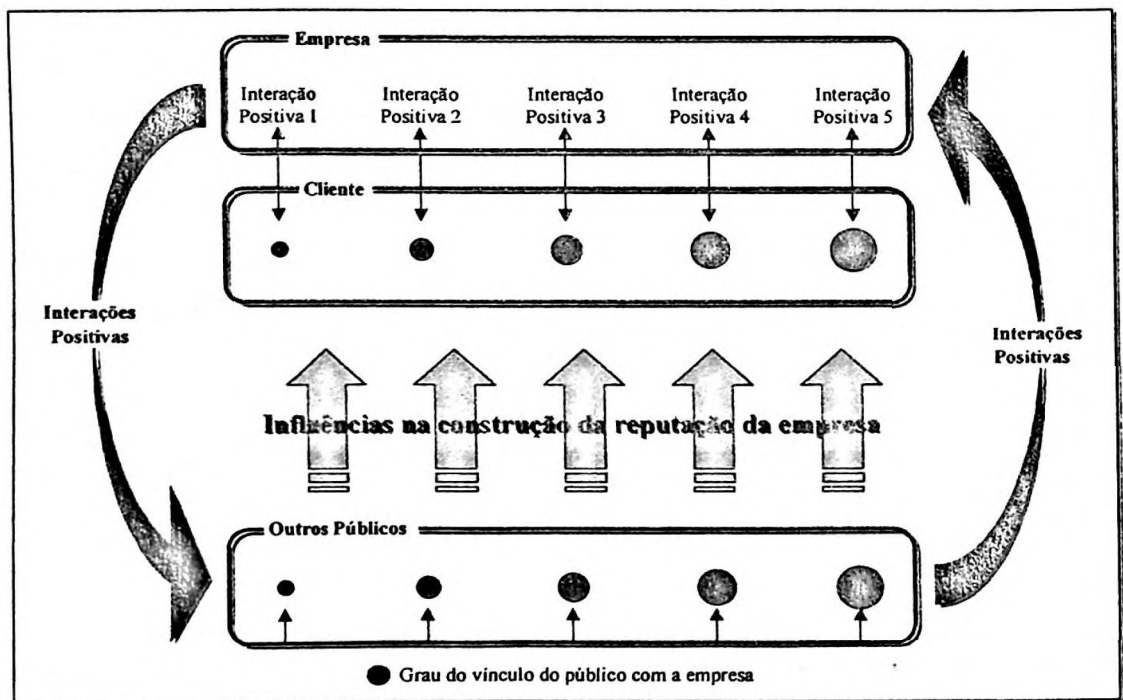 Empresa
Interação
Positiva 1
Interação
Positiva 2
Interação
Positiva 3
Interação
Positiva 4
Interação
Positiva 5
Cliente
Interações
Positivas
Interações
Positivas
Influências na construção da reputação da empresa
Outros Públicos
Grau do vínculo do público com a empresa